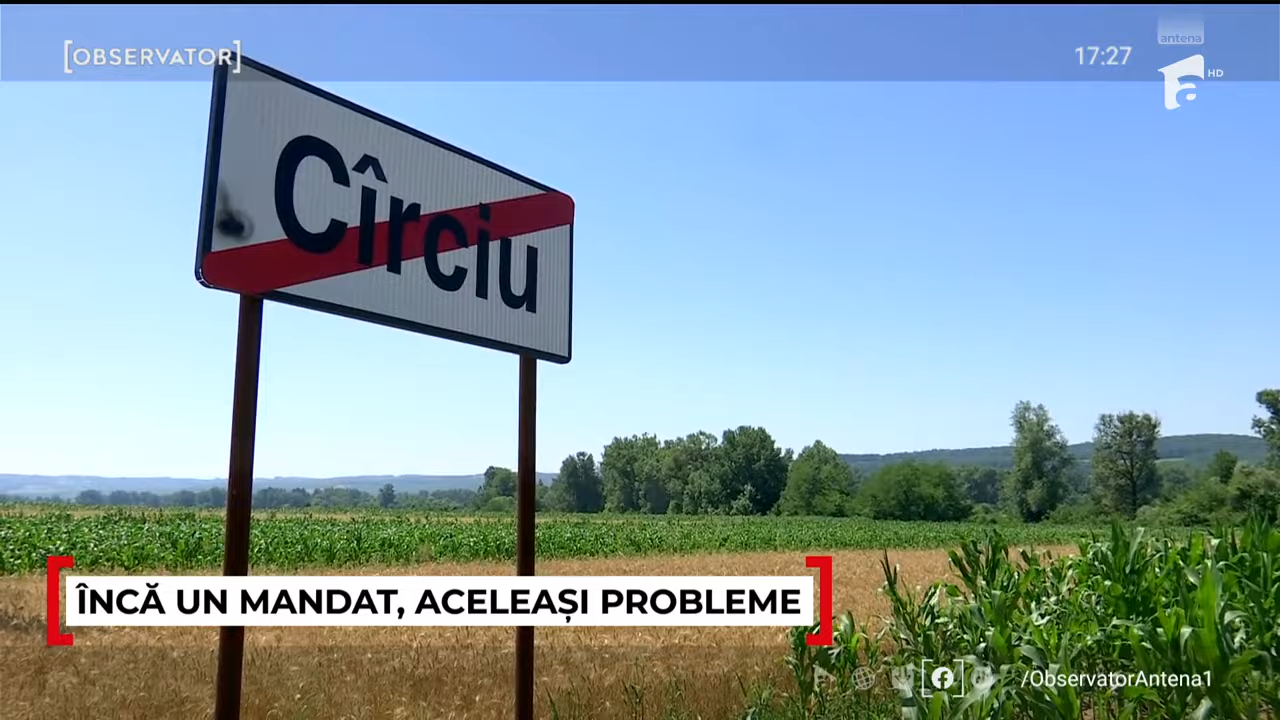 [OBSERVATOR]
17:27
antena
HD
Cîrciu
ÎNCĂ UN MANDAT, ACELEAȘI PROBLEME
/ObservatorAntena1